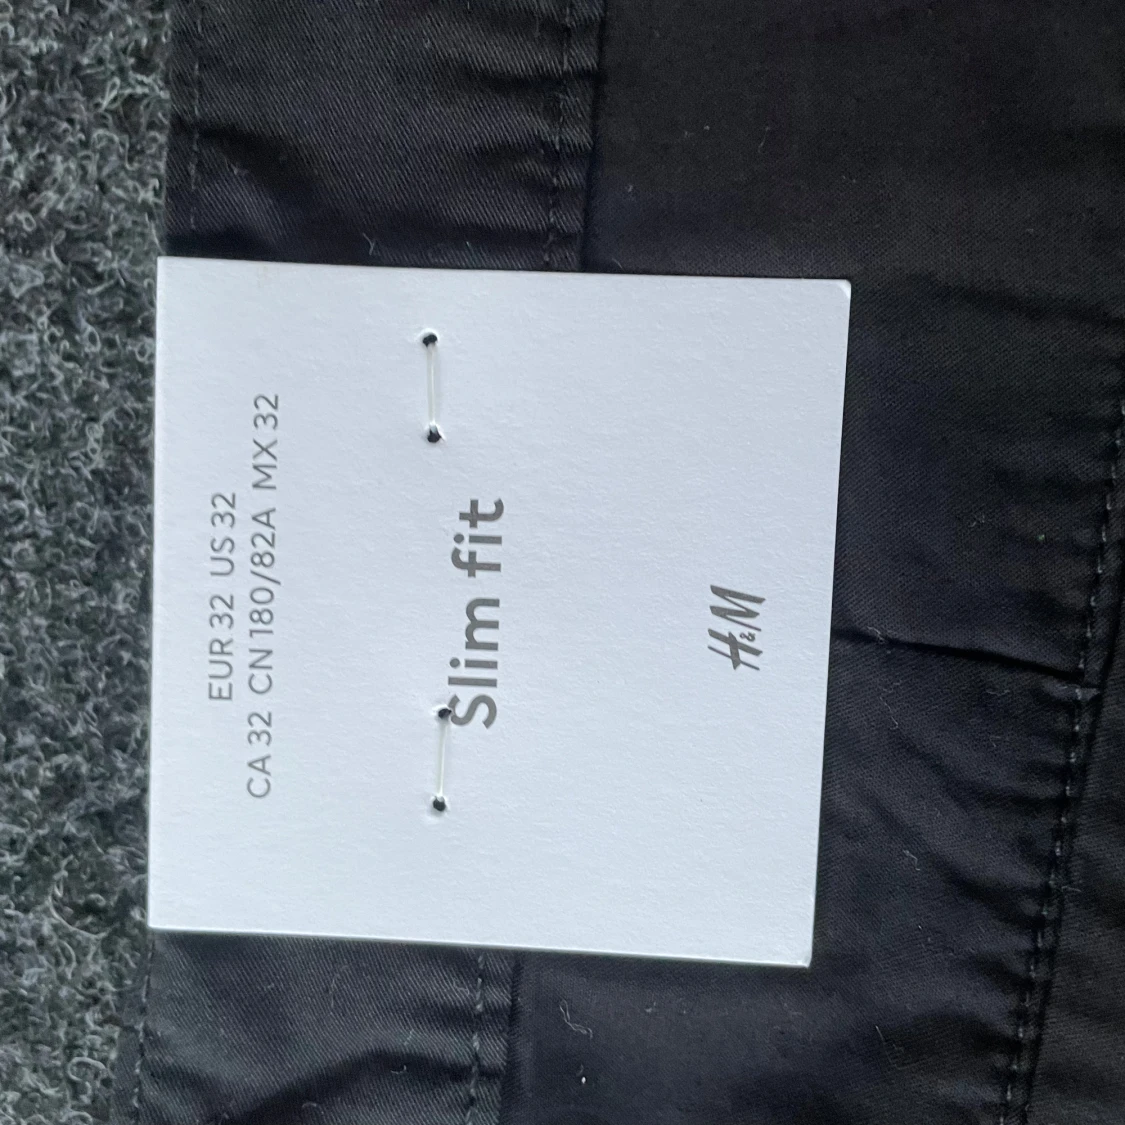 EUR 32 US 32
CA 32 CN 180/82A MX 32
Slim fit
H&M